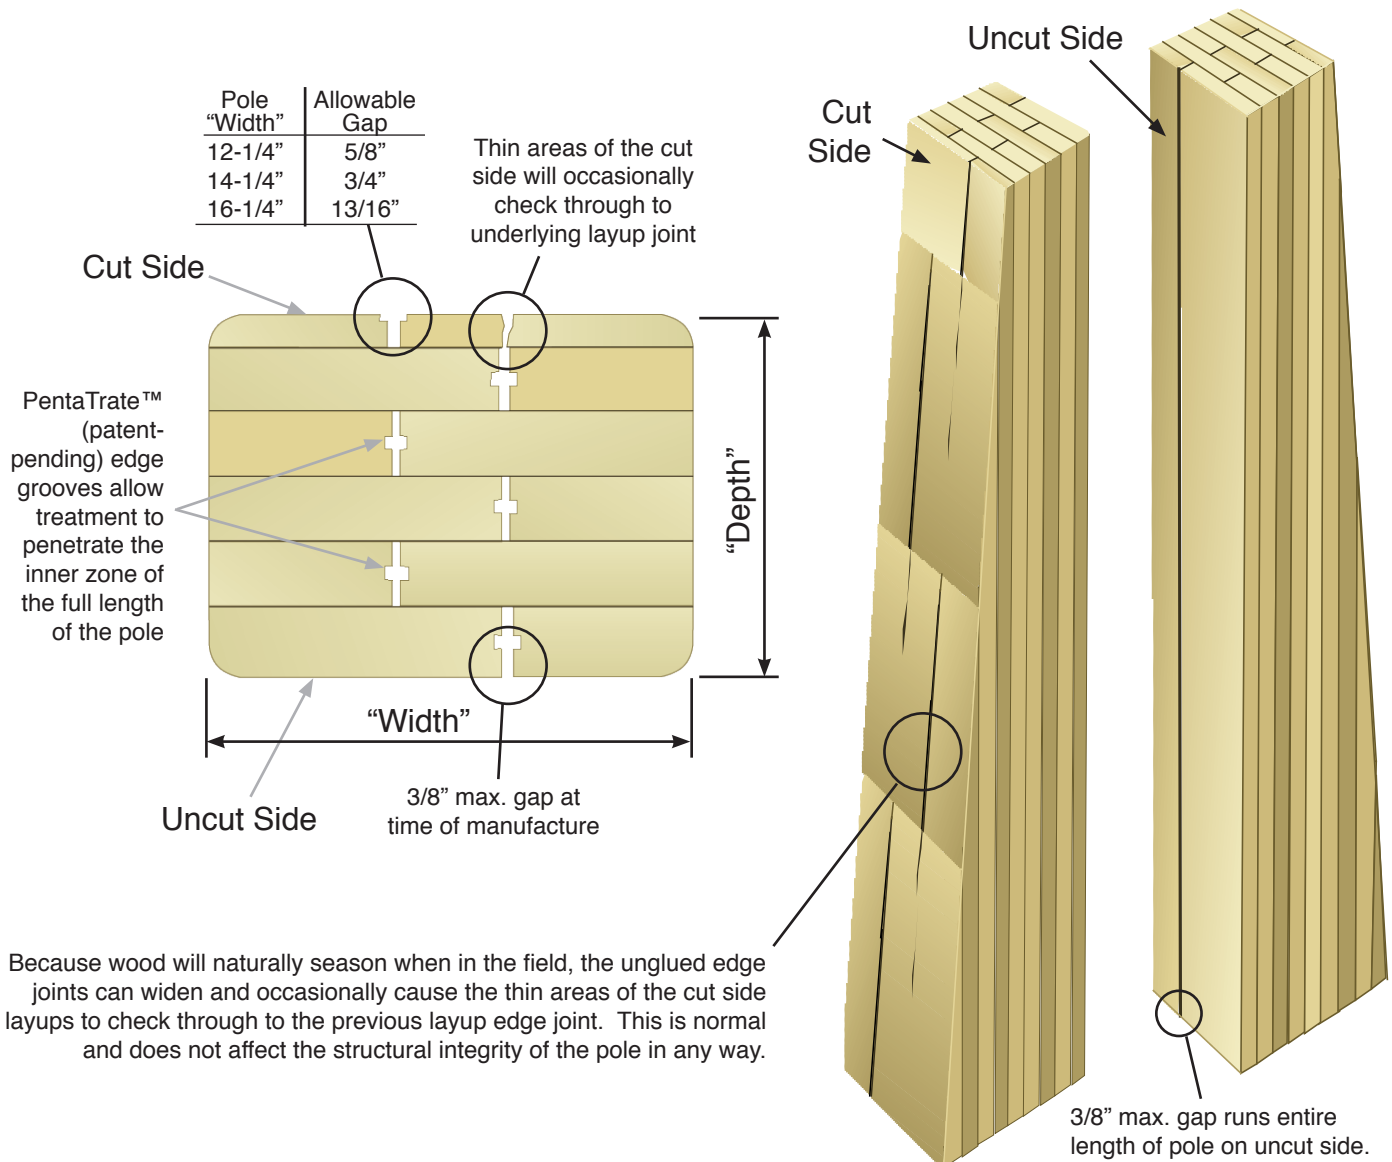 Uncut Side
Pole
“Width”
Allowable
Gap
12-1/4” 5/8”
14-1/4” 3/4”
16-1/4” 13/16”
Thin areas of the cut
side will occasionally
check through to
underlying layup joint
Cut
Side
Cut Side
PentaTrate™
(patent-
pending) edge
grooves allow
treatment to
penetrate the
inner zone of
the full length
of the pole
“Depth”
“Width”
Uncut Side
3/8” max. gap at
time of manufacture
Because wood will naturally season when in the field, the unglued edge
joints can widen and occasionally cause the thin areas of the cut side
layups to check through to the previous layup edge joint.  This is normal
and does not affect the structural integrity of the pole in any way.
3/8” max. gap runs entire
length of pole on uncut side.